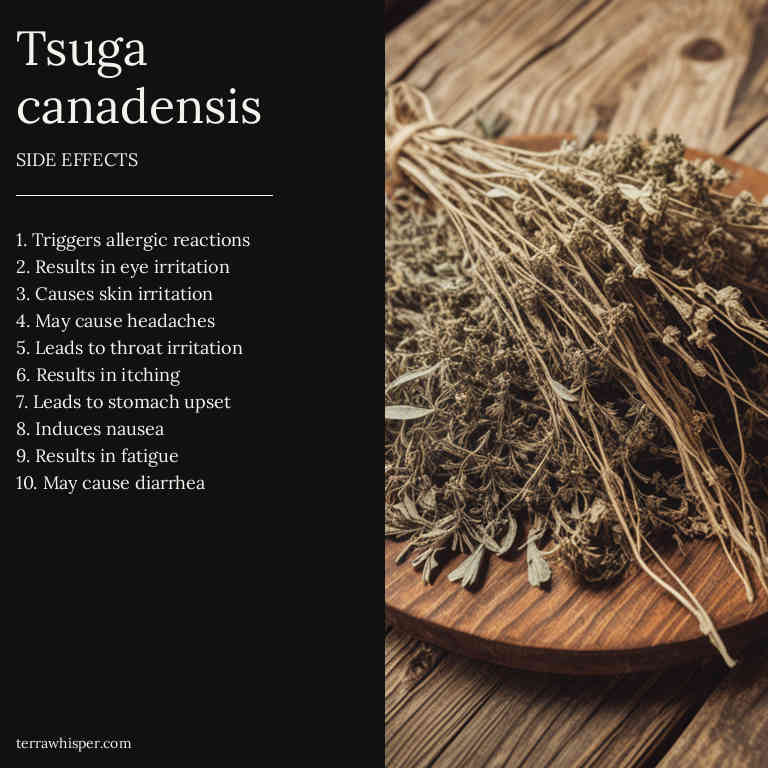 Tsuga
canadensis
SIDE EFFECTS
1. Triggers allergic reactions
2. Results in eye irritation
3. Causes skin irritation
4. May cause headaches
5. Leads to throat irritation
6. Results in itching
7. Leads to stomach upset
8. Induces nausea
9. Results in fatigue
10. May cause diarrhea
terrawhisper.com